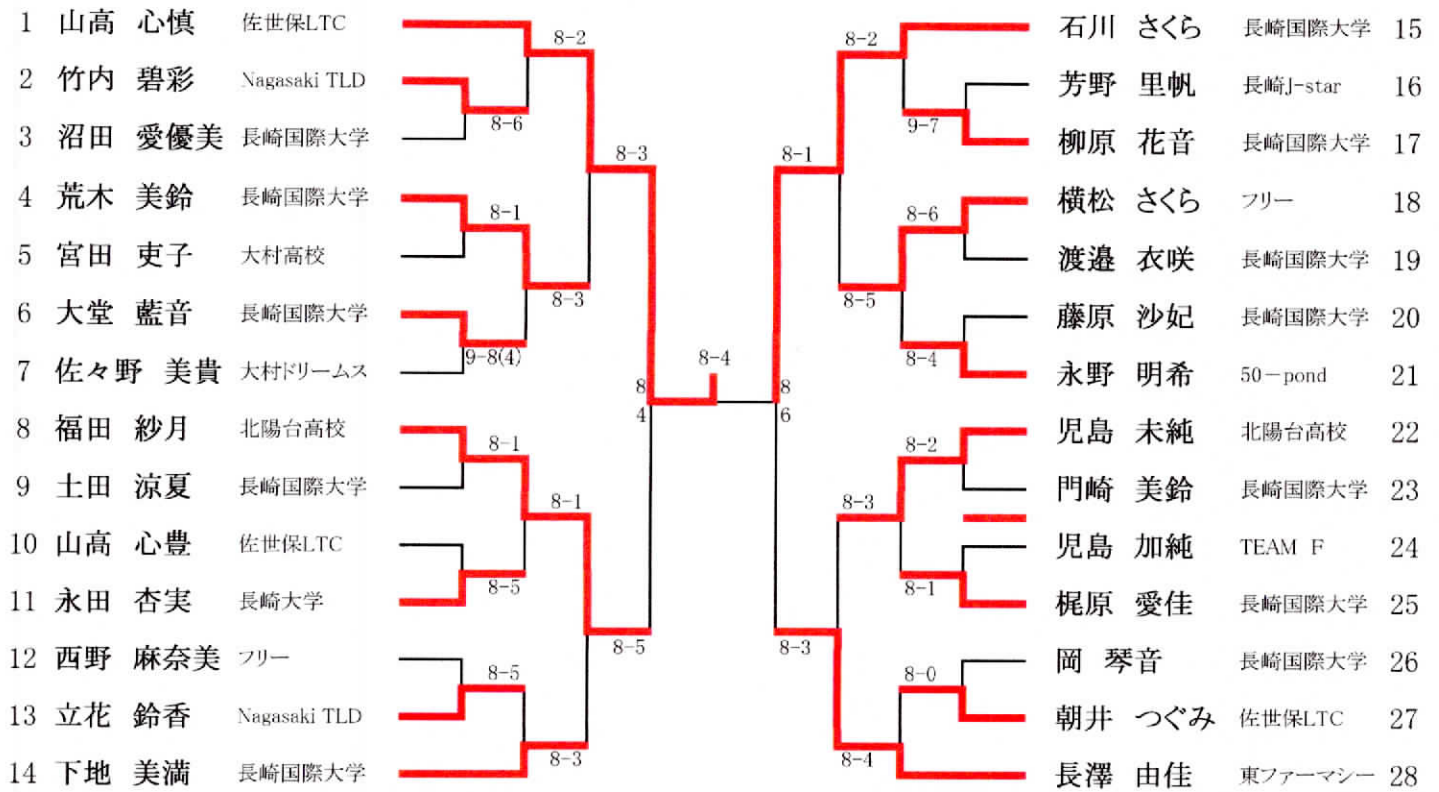 1 山高 心慎 佐世保LTC
2 竹内 碧彩 Nagasaki TLD
3 沼田 愛優美 長崎国際大学
4 荒木 美鈴 長崎国際大学
5 宮田 吏子 大村高校
6 大堂 藍音 長崎国際大学
7 佐々野 美貴 大村ドリームス
8 福田 紗月 北陽台高校
9 土田 涼夏 長崎国際大学
10 山高 心豊 佐世保LTC
11 永田 杏実 長崎大学
12 西野 麻奈美 フリー
13 立花 鈴香 Nagasaki TLD
14 下地 美満 長崎国際大学
8-2
8-6
8-3
8-1
8-3
9-8(4)
8-1
8-1
8-5
8-5
8-5
8-3
8
4
8-4
8
6
8-2
9-7
8-1
8-6
8-5
8-4
8-2
8-3
8-1
8-3
8-0
8-4
石川 さくら 長崎国際大学 15
芳野 里帆 長崎J-star 16
柳原 花音 長崎国際大学 17
横松 さくら フリー 18
渡邉 衣咲 長崎国際大学 19
藤原 沙妃 長崎国際大学 20
永野 明希 50-pond 21
児島 未純 北陽台高校 22
門崎 美鈴 長崎国際大学 23
児島 加純 TEAM F 24
梶原 愛佳 長崎国際大学 25
岡 琴音 長崎国際大学 26
朝井 つぐみ 佐世保LTC 27
長澤 由佳 東ファーマシー 28